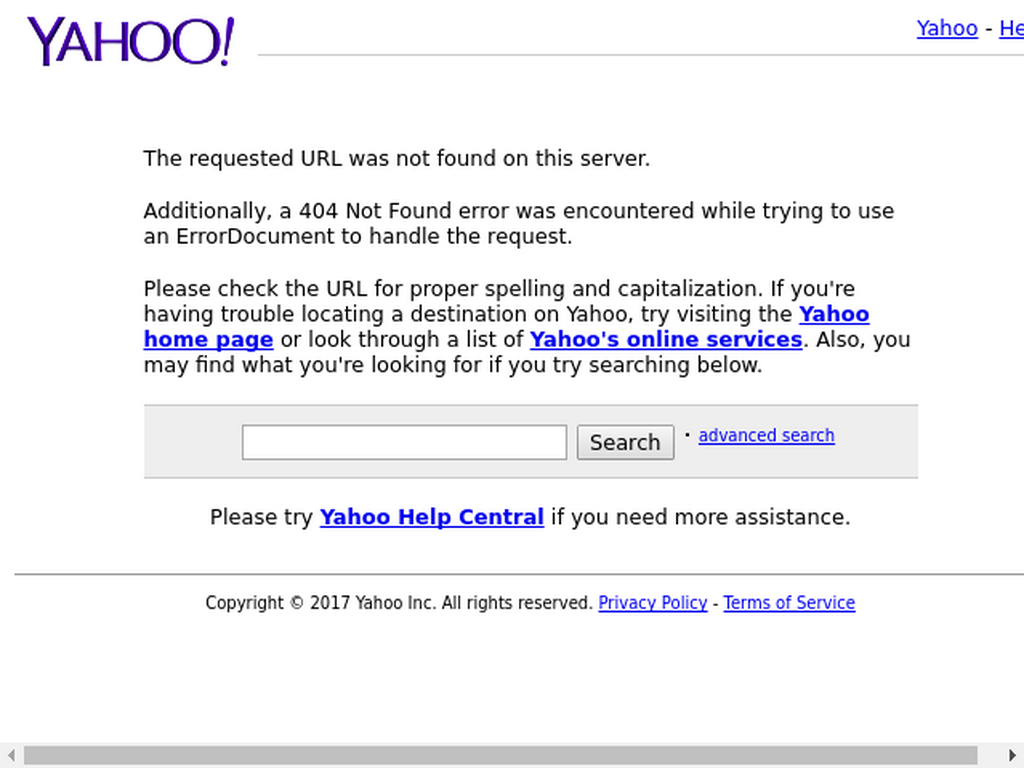 YAHOO!
Yahoo - He
The requested URL was not found on this server.
Additionally, a 404 Not Found error was encountered while trying to use
an ErrorDocument to handle the request.
Please check the URL for proper spelling and capitalization. If you're
having trouble locating a destination on Yahoo, try visiting the Yahoo
home page or look through a list of Yahoo's online services. Also, you
may find what you're looking for if you try searching below.
Search · advanced search
Please try Yahoo Help Central if you need more assistance.
Copyright © 2017 Yahoo Inc. All rights reserved. Privacy Policy - Terms of Service